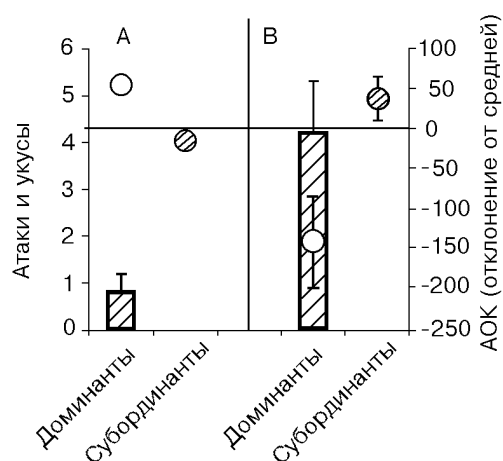 А
В
Атаки и укусы
6
5
4
3
2
1
0
100
50
0
-50
-100
-150
-200
-250
АОК (отклонение от средней)
Доминанты
Субординанты
Доминанты
Субординанты